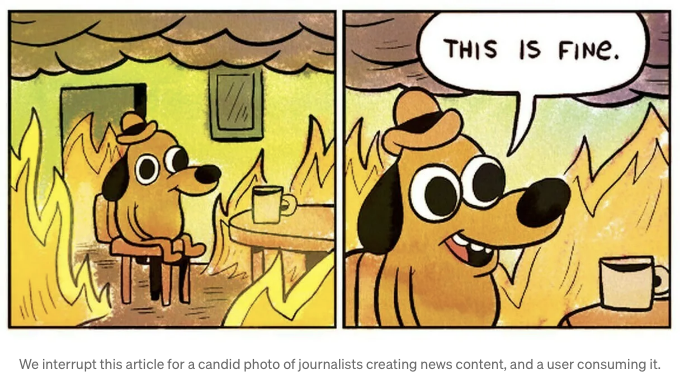 THIS IS FINE.
We interrupt this article for a candid photo of journalists creating news content, and a user consuming it.